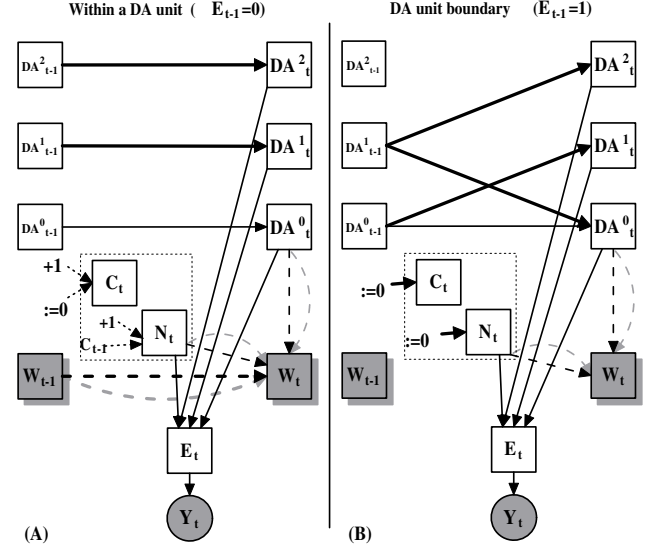 Within a DA unit ( E_{t-1}=0)
DA unit boundary (E_{t-1}=1)
DA^2_{t-1}
DA^2_t
DA^1_{t-1}
DA^1_t
DA^0_{t-1}
DA^0_t
+1
:=0
C_t
+1
C_{t-1}
N_t
W_{t-1}
W_t
E_t
Y_t
(A)
DA^2_{t-1}
DA^2_t
DA^1_{t-1}
DA^1_t
DA^0_{t-1}
DA^0_t
:=0
C_t
:=0
N_t
W_{t-1}
W_t
E_t
Y_t
(B)